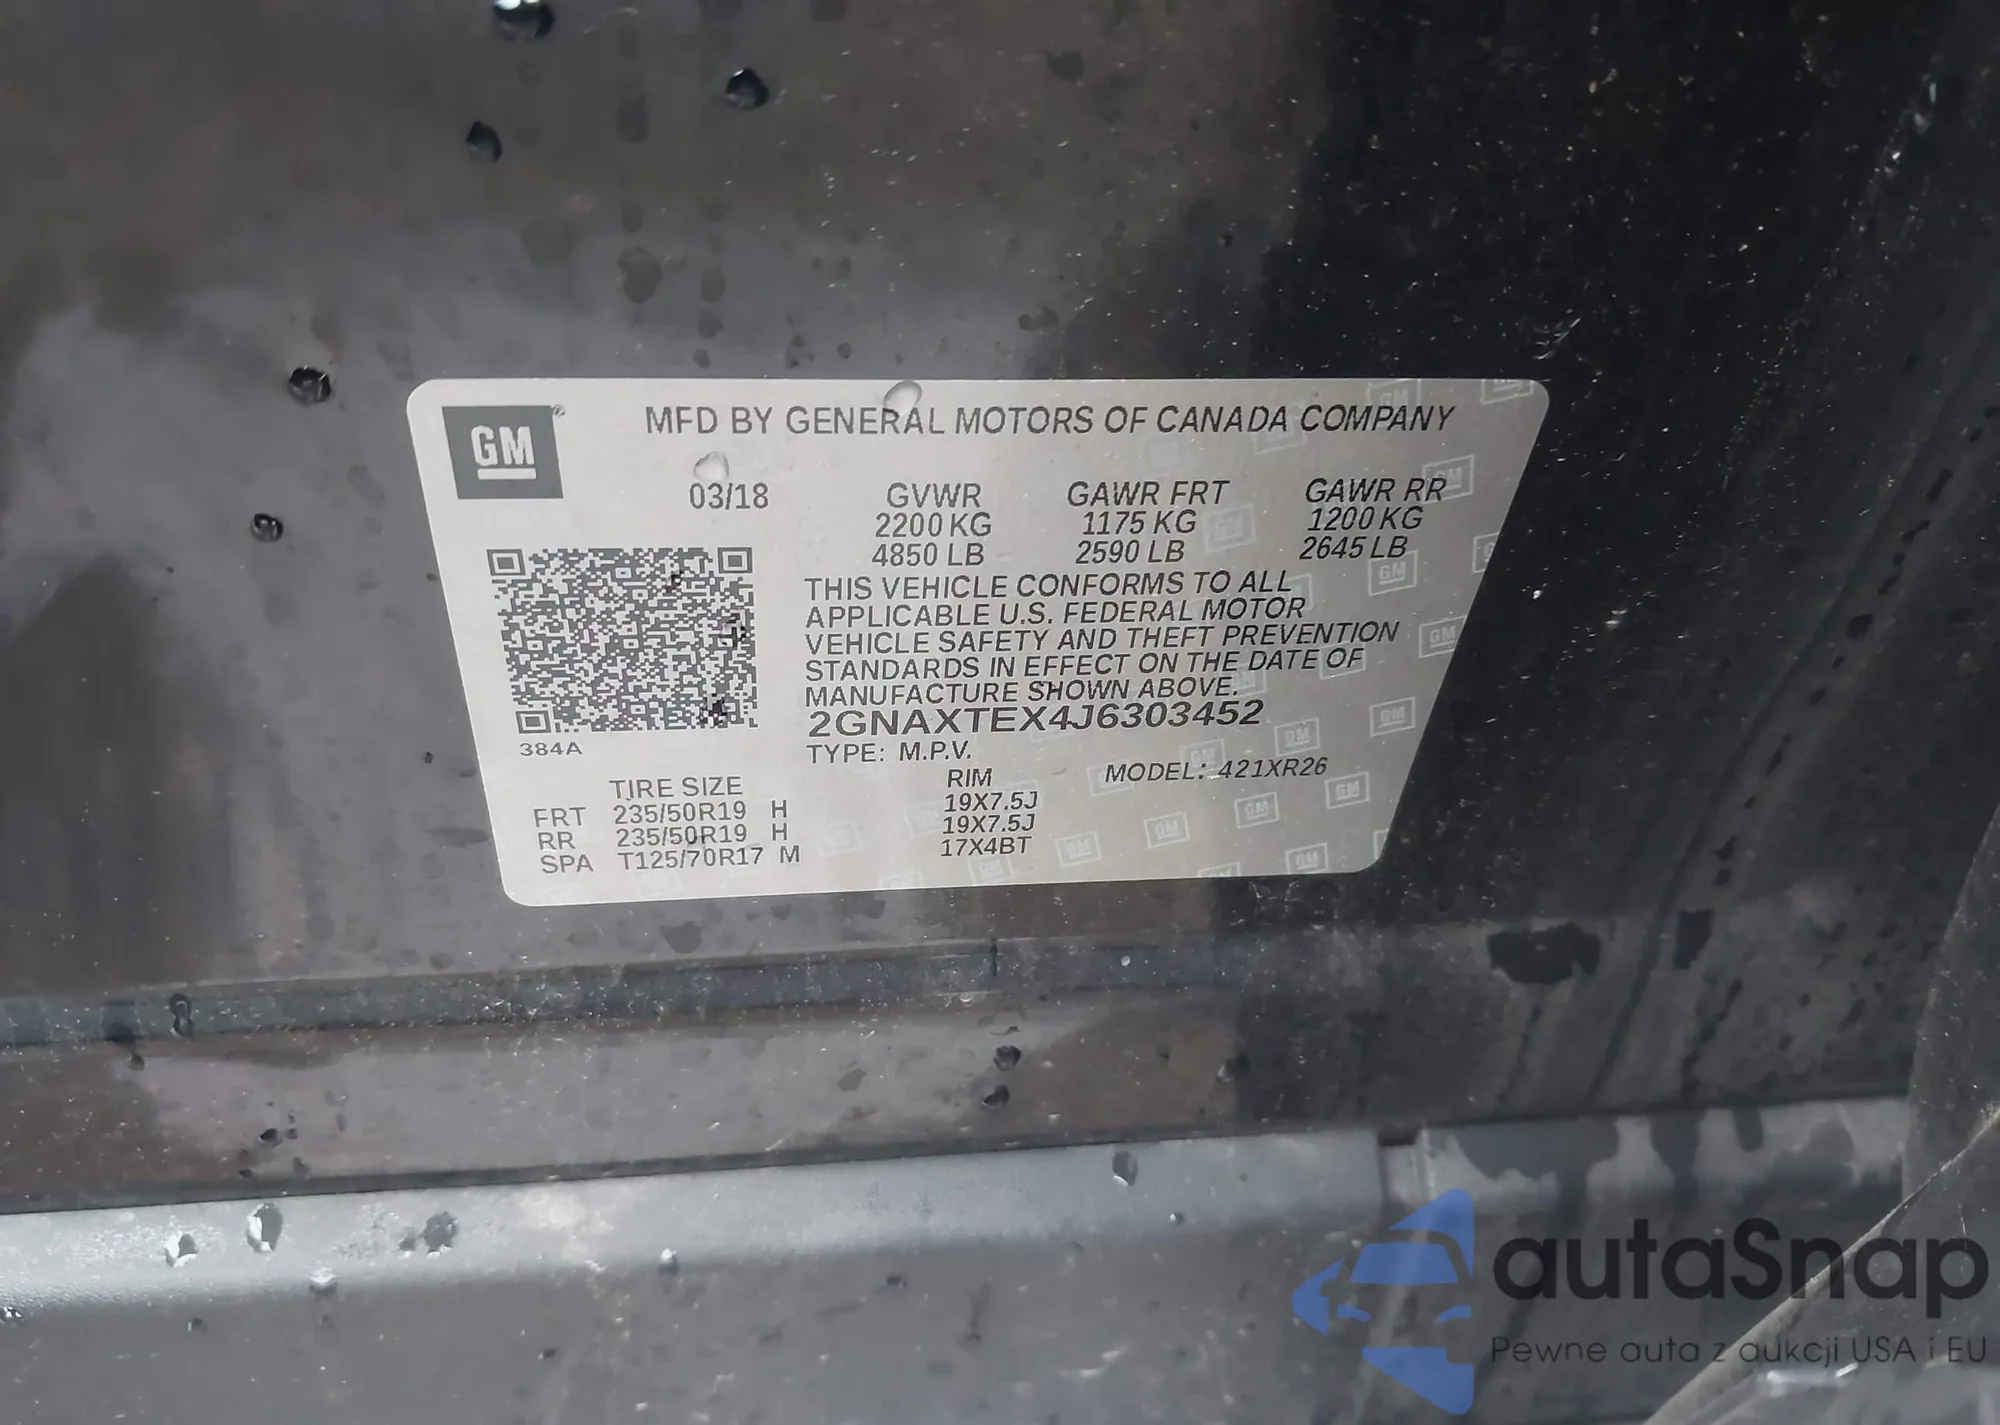 GM
MFD BY GENERAL MOTORS OF CANADA COMPANY
03/18 GVWR GAWR FRT GAWR RR
2200 KG 1175 KG 1200 KG
4850 LB 2590 LB 2645 LB
THIS VEHICLE CONFORMS TO ALL
APPLICABLE U.S. FEDERAL MOTOR
VEHICLE SAFETY AND THEFT PREVENTION
STANDARDS IN EFFECT ON THE DATE OF
MANUFACTURE SHOWN ABOVE.
2GNAXTEX4J6303452
384A TYPE: M.P.V. MODEL: 421XR26
TIRE SIZE RIM
FRT 235/50R19 H 19X7.5J
RR 235/50R19 H 19X7.5J
SPA T125/70R17 M 17X4BT
autaSnap
Pewne auta z aukcji USA i EU